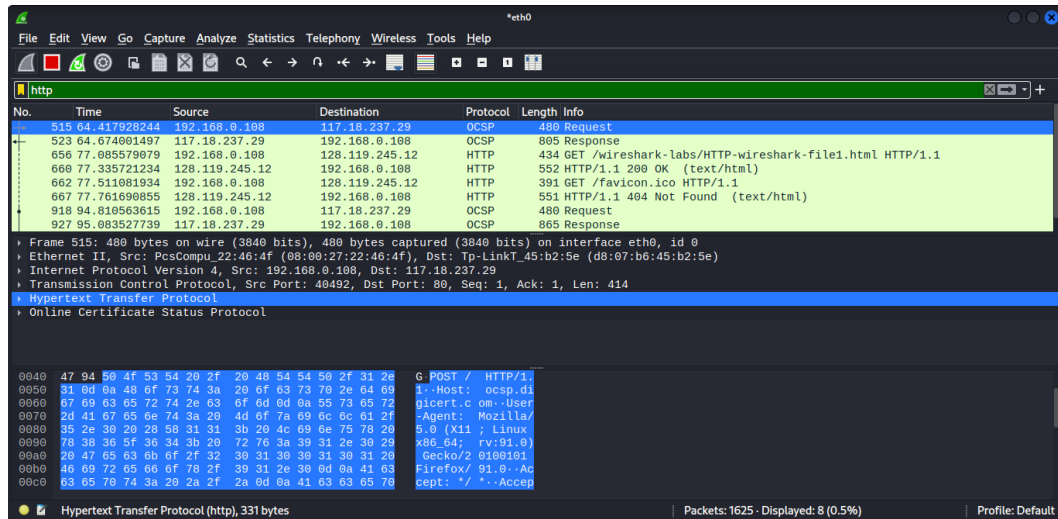 *eth0
File Edit View Go Capture Analyze Statistics Telephony Wireless Tools Help
http
No. Time Source Destination Protocol Length Info
515 64.417928244 192.168.0.108 117.18.237.29 OCSP 480 Request
523 64.674001497 117.18.237.29 192.168.0.108 OCSP 805 Response
656 77.085579079 192.168.0.108 128.119.245.12 HTTP 434 GET /wireshark-labs/HTTP-wireshark-file1.html HTTP/1.1
660 77.335721234 128.119.245.12 192.168.0.108 HTTP 552 HTTP/1.1 200 OK (text/html)
662 77.511081934 192.168.0.108 128.119.245.12 HTTP 391 GET /favicon.ico HTTP/1.1
667 77.761690855 128.119.245.12 192.168.0.108 HTTP 551 HTTP/1.1 404 Not Found (text/html)
918 94.810563615 192.168.0.108 117.18.237.29 OCSP 480 Request
927 95.083527739 117.18.237.29 192.168.0.108 OCSP 865 Response
Frame 515: 480 bytes on wire (3840 bits), 480 bytes captured (3840 bits) on interface eth0, id 0
Ethernet II, Src: PcsCompu_22:46:4f (08:00:27:22:46:4f), Dst: Tp-LinkT_45:b2:5e (d8:07:b6:45:b2:5e)
Internet Protocol Version 4, Src: 192.168.0.108, Dst: 117.18.237.29
Transmission Control Protocol, Src Port: 40492, Dst Port: 80, Seq: 1, Ack: 1, Len: 414
Hypertext Transfer Protocol
Online Certificate Status Protocol
0040 47 94 50 4f 53 54 20 2f 20 48 54 54 50 2f 31 2e G·POST / HTTP/1.
0050 31 0d 0a 48 6f 73 74 3a 20 6f 63 73 70 2e 64 69 1··Host: ocsp.di
0060 67 69 63 65 72 74 2e 63 6f 6d 0d 0a 55 73 65 72 gicert.c om··User
0070 2d 41 67 65 6e 74 3a 20 4d 6f 7a 69 6c 6c 61 2f -Agent: Mozilla/
0080 35 2e 30 20 28 58 31 31 3b 20 4c 69 6e 75 78 20 5.0 (X11 ; Linux
0090 78 38 36 5f 36 34 3b 20 72 76 3a 39 31 2e 30 29 x86_64; rv:91.0)
00a0 20 47 65 63 6b 6f 2f 32 30 31 30 30 31 30 31 20 Gecko/2 0100101
00b0 46 69 72 65 66 6f 78 2f 39 31 2e 30 0d 0a 41 63 Firefox/ 91.0··Ac
00c0 63 65 70 74 3a 20 2a 2f 2a 0d 0a 41 63 63 65 70 cept: */ *··Accep
Hypertext Transfer Protocol (http), 331 bytes Packets: 1625 · Displayed: 8 (0.5%) Profile: Default